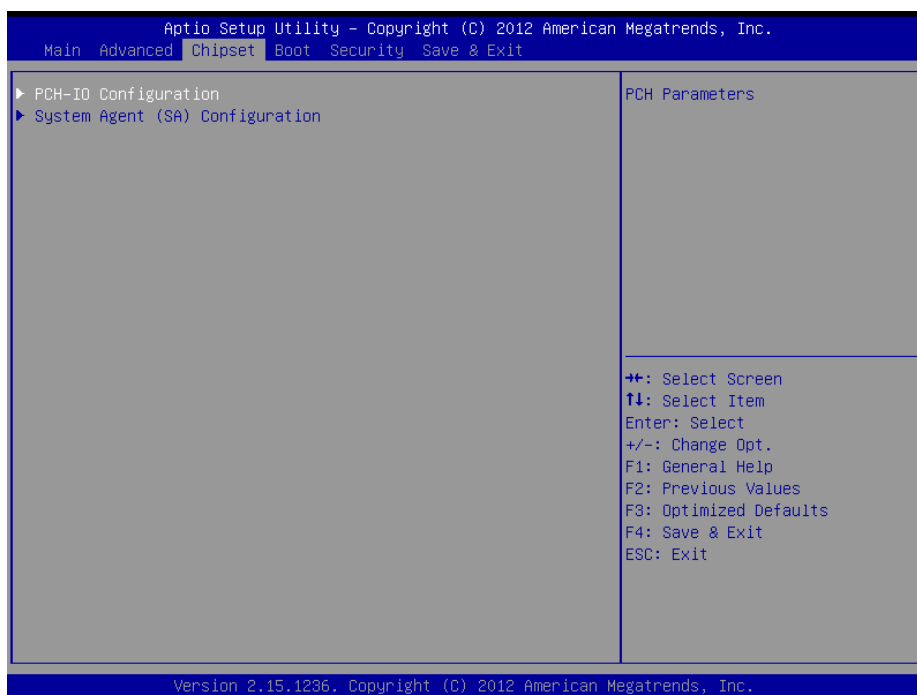 Aptio Setup Utility – Copyright (C) 2012 American Megatrends, Inc.
Main Advanced Chipset Boot Security Save & Exit
▶ PCH-IO Configuration
▶ System Agent (SA) Configuration
PCH Parameters
→←: Select Screen
↑↓: Select Item
Enter: Select
+/-: Change Opt.
F1: General Help
F2: Previous Values
F3: Optimized Defaults
F4: Save & Exit
ESC: Exit
Version 2.15.1236. Copyright (C) 2012 American Megatrends, Inc.